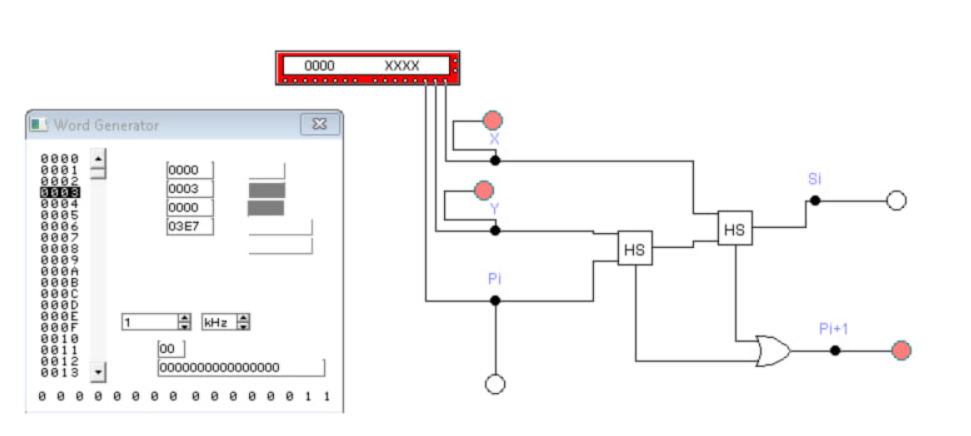 0000 XXXX
Word Generator
0000
0001
0002
0003
0004
0005
0006
0007
0008
0009
000A
000B
000C
000D
000E
000F
0010
0011
0012
0013
0000
0003
0000
03E7
1 kHz
00
0000000000000000
0 0 0 0 0 0 0 0 0 0 0 0 0 0 1 1
X
Y
Pi
HS
HS
Si
Pi+1